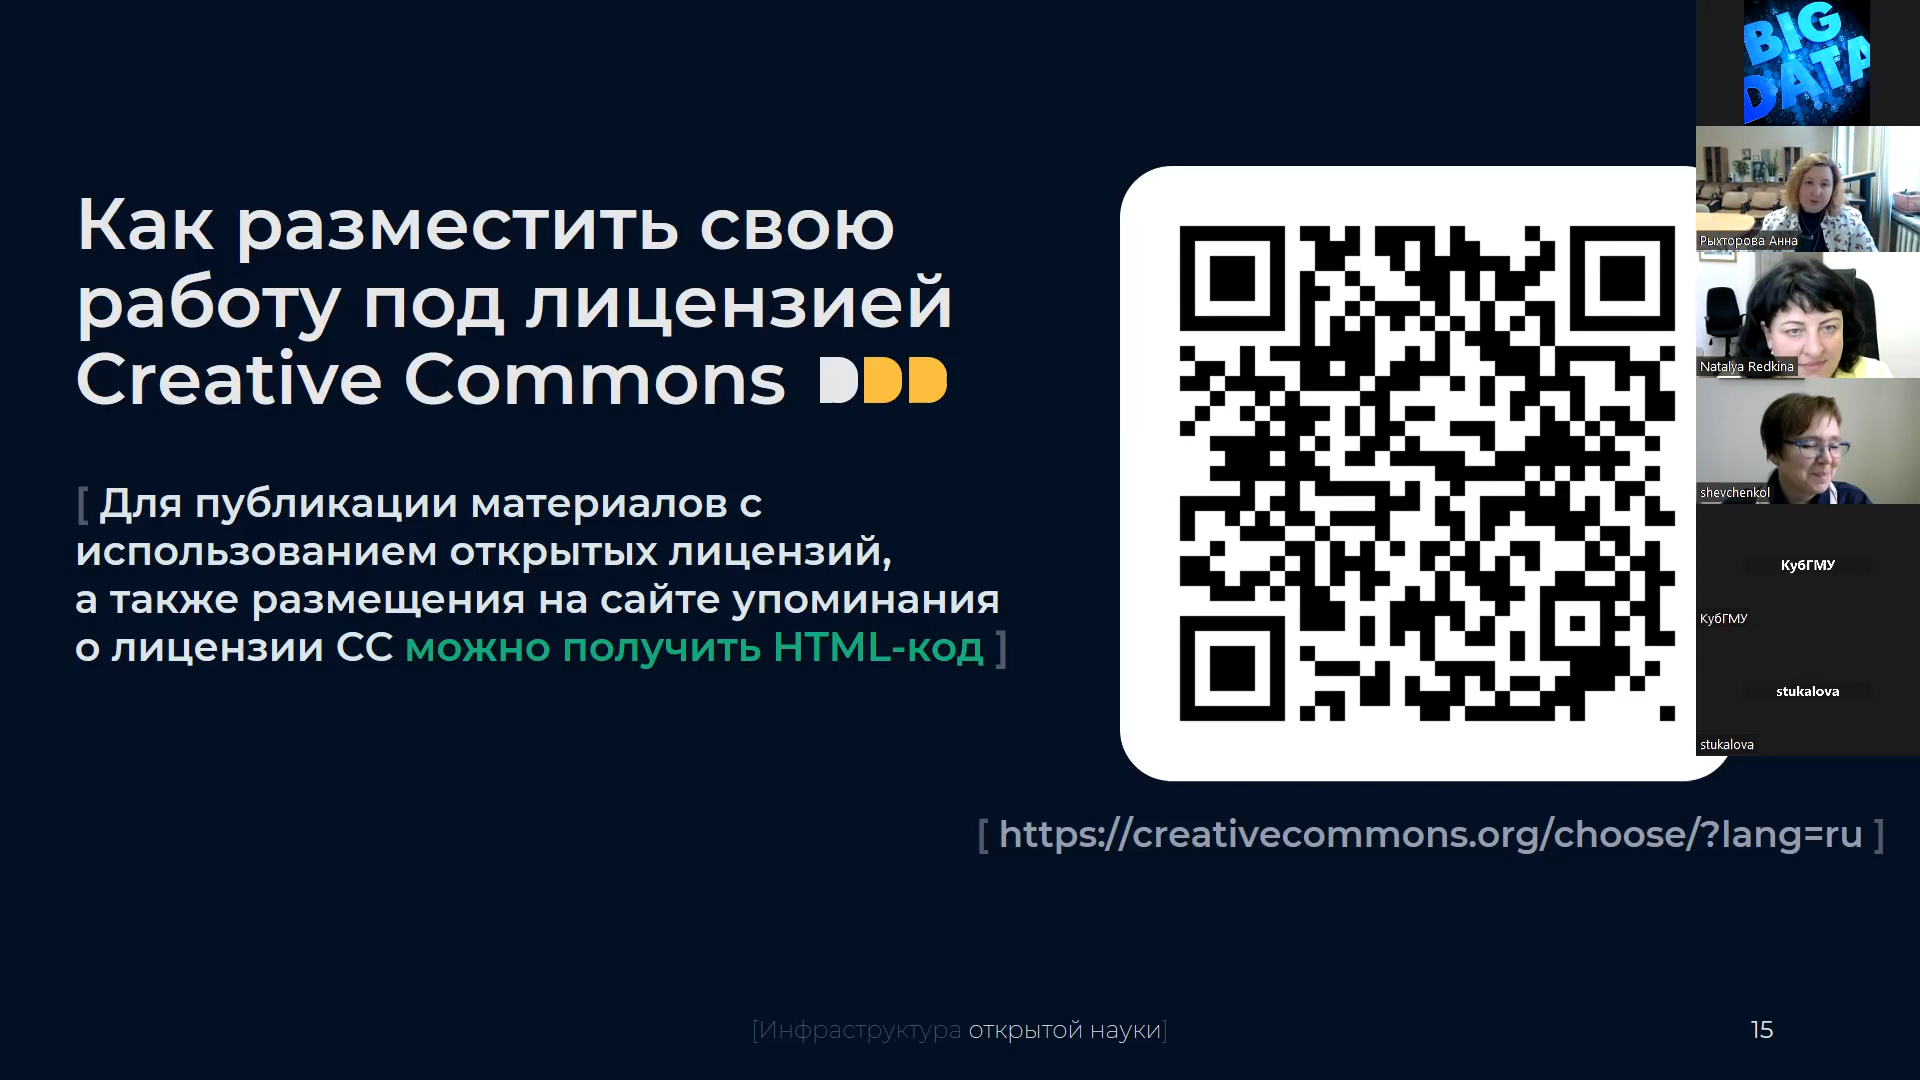 Как разместить свою
работу под лицензией
Creative Commons
[ Для публикации материалов с
использованием открытых лицензий,
а также размещения на сайте упоминания
о лицензии CC можно получить HTML-код ]
[ https://creativecommons.org/choose/?lang=ru ]
[Инфраструктура открытой науки]
15
BIG
DATA
Рыхторова Анна
Natalya Redkina
shevchenkol
КубГМУ
КубГМУ
stukalova
stukalova